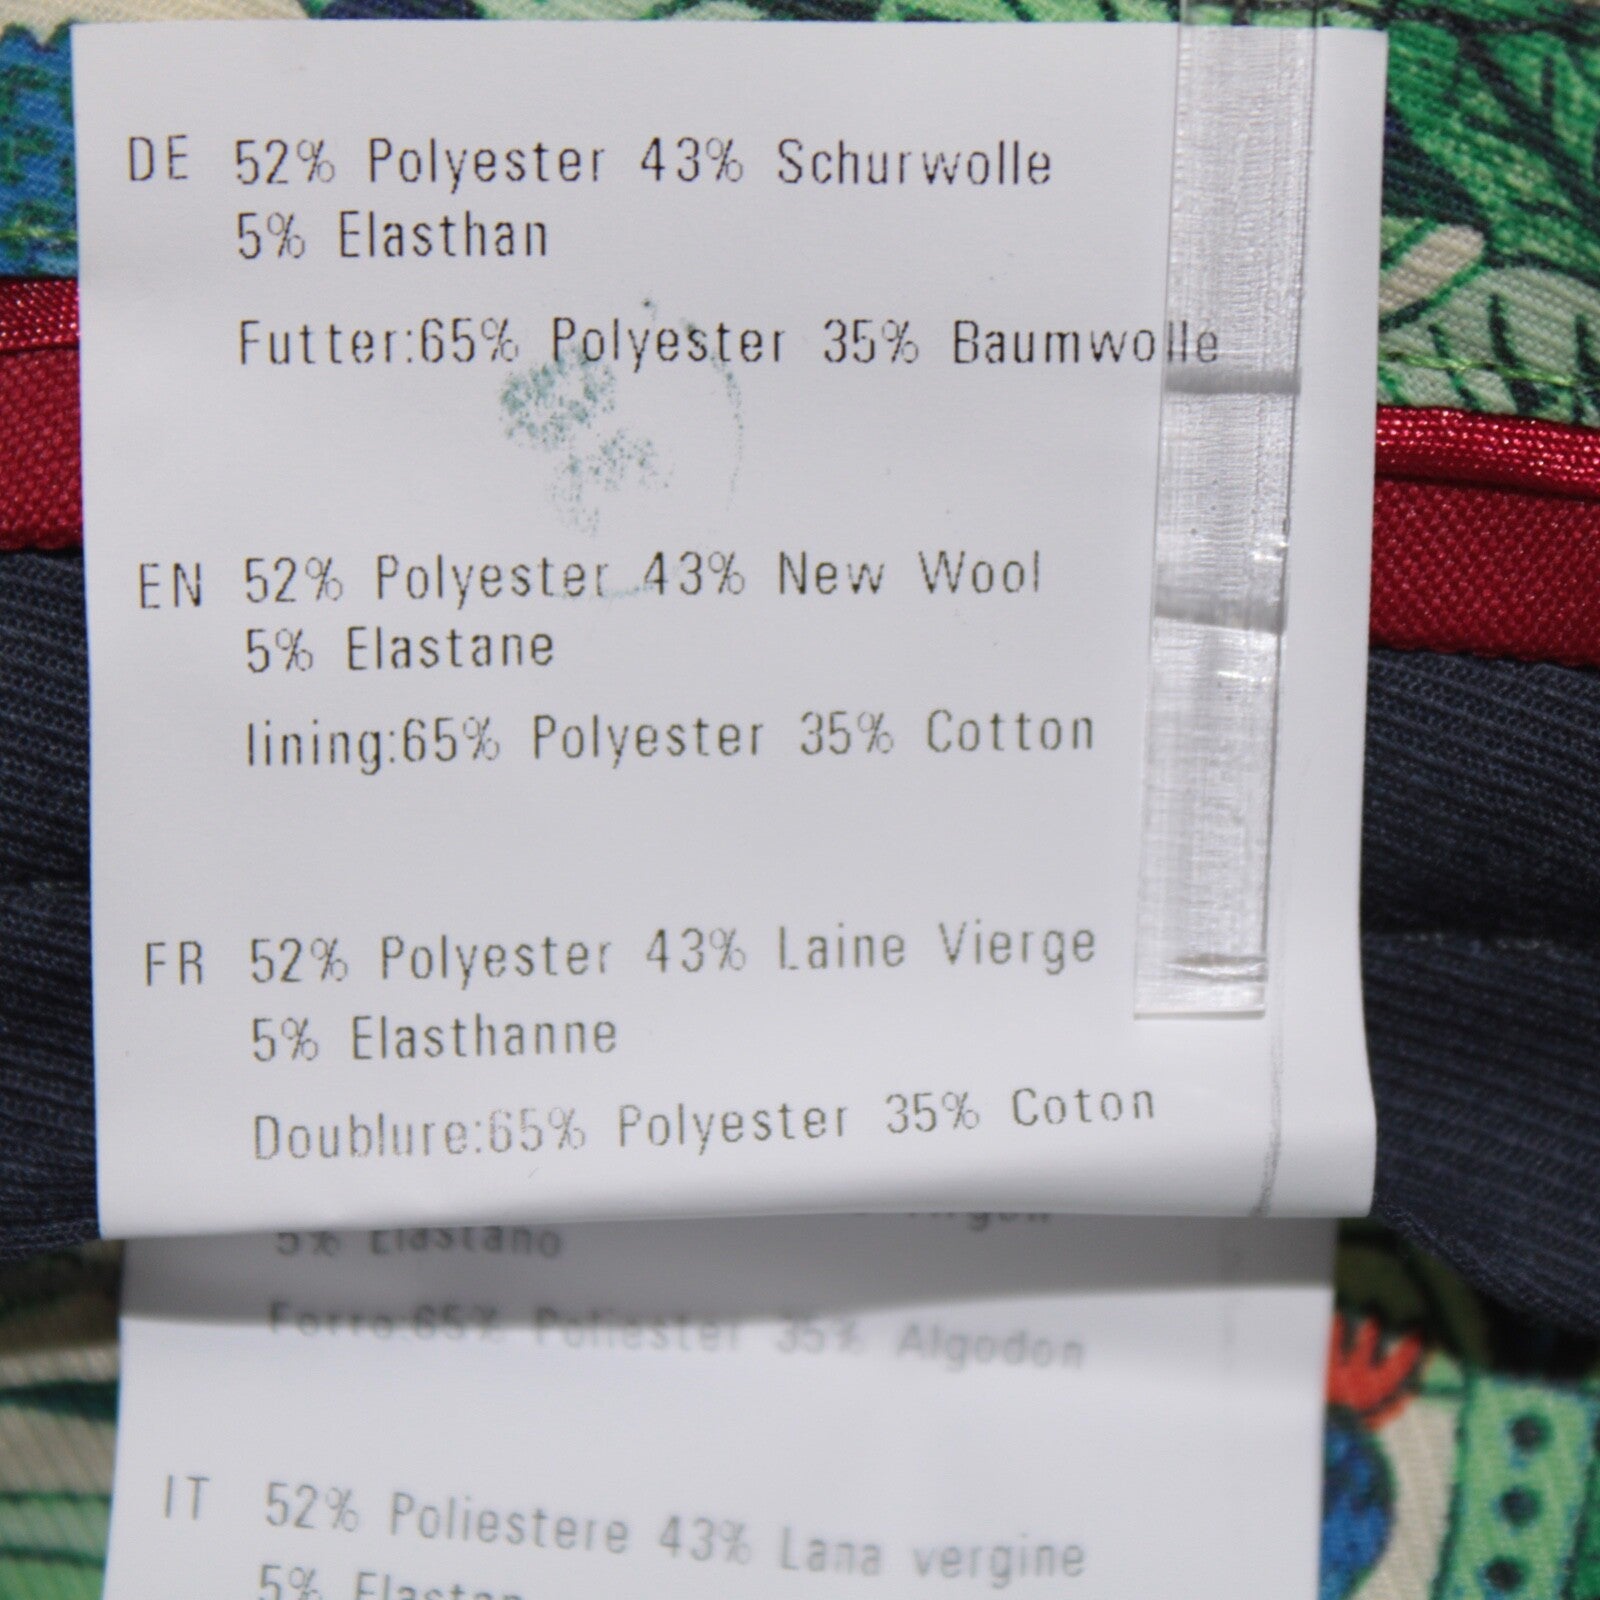 DE 52% Polyester 43% Schurwolle
5% Elasthan
Futter:65% Polyester 35% Baumwolle
EN 52% Polyester 43% New Wool
5% Elastane
lining:65% Polyester 35% Cotton
FR 52% Polyester 43% Laine Vierge
5% Elasthanne
Doublure:65% Polyester 35% Coton
5% Elastano
Forro:65% Poliester 35% Algodon
IT 52% Poliestere 43% Lana vergine
5% Elastan